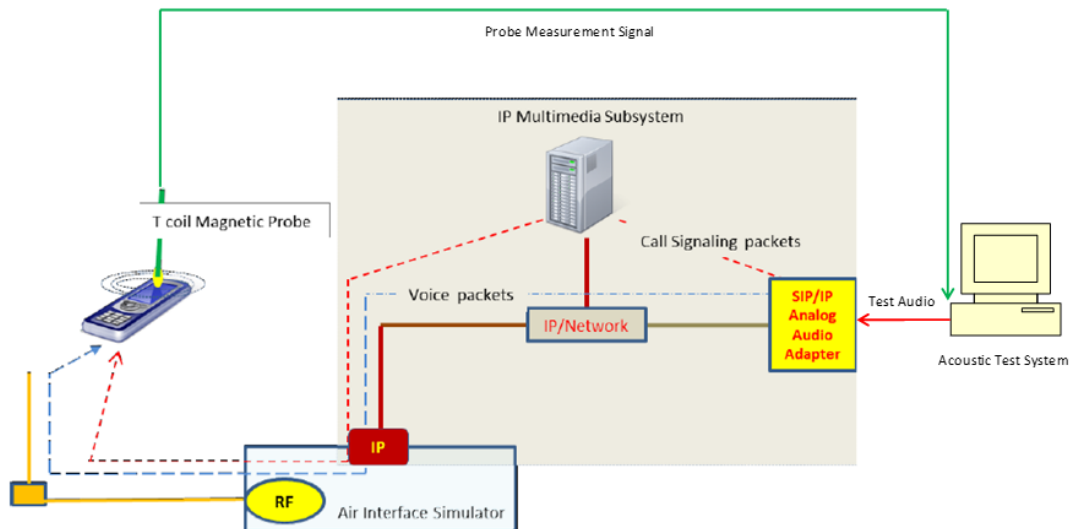 Probe Measurement Signal
IP Multimedia Subsystem
T coil Magnetic Probe
Call Signaling packets
Voice packets
IP/Network
SIP/IP
Analog
Audio
Adapter
Test Audio
Acoustic Test System
IP
RF
Air Interface Simulator